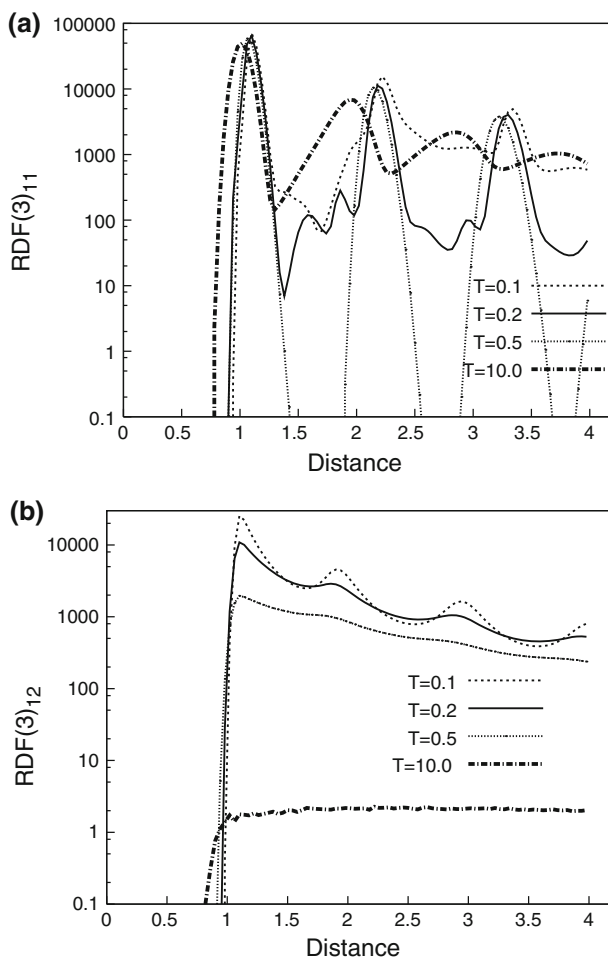 (a)
100000
10000
1000
100
10
1
0.1
RDF(3)11
T=0.1
T=0.2
T=0.5
T=10.0
0 0.5 1 1.5 2 2.5 3 3.5 4
Distance
(b)
10000
1000
100
10
1
0.1
RDF(3)12
T=0.1
T=0.2
T=0.5
T=10.0
0 0.5 1 1.5 2 2.5 3 3.5 4
Distance